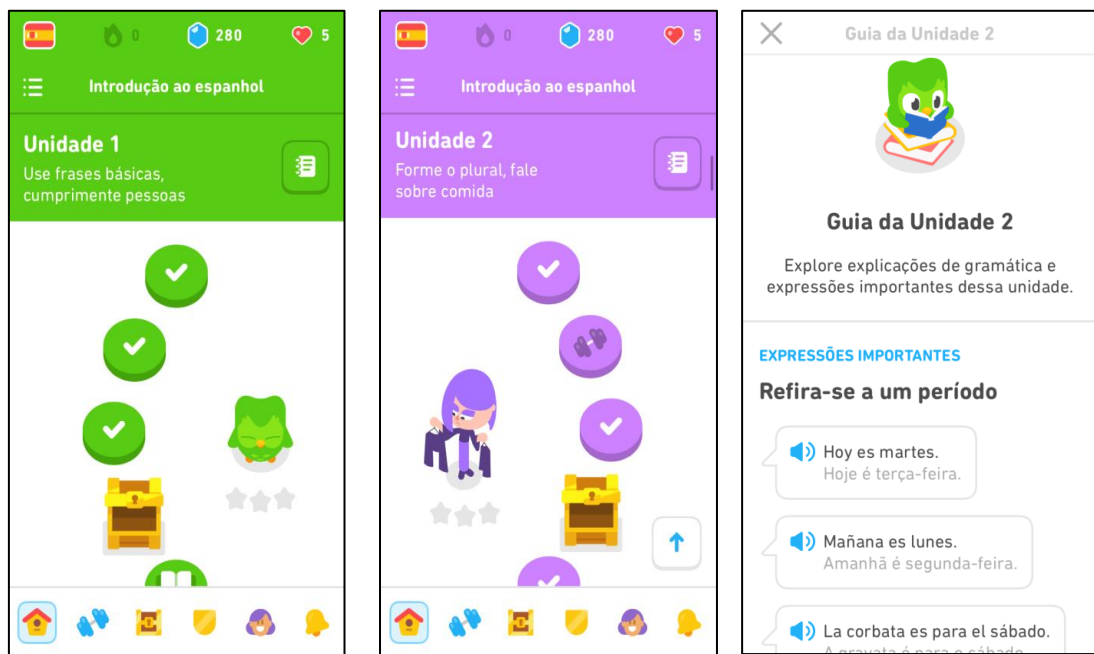 0 280 5
Introdução ao espanhol
Unidade 1
Use frases básicas,
cumprimente pessoas
0 280 5
Introdução ao espanhol
Unidade 2
Forme o plural, fale
sobre comida
Guia da Unidade 2
Guia da Unidade 2
Explore explicações de gramática e
expressões importantes dessa unidade.
EXPRESSÕES IMPORTANTES
Refira-se a um período
Hoy es martes.
Hoje é terça-feira.
Mañana es lunes.
Amanhã é segunda-feira.
La corbata es para el sábado.
A gravata é para o sábado.